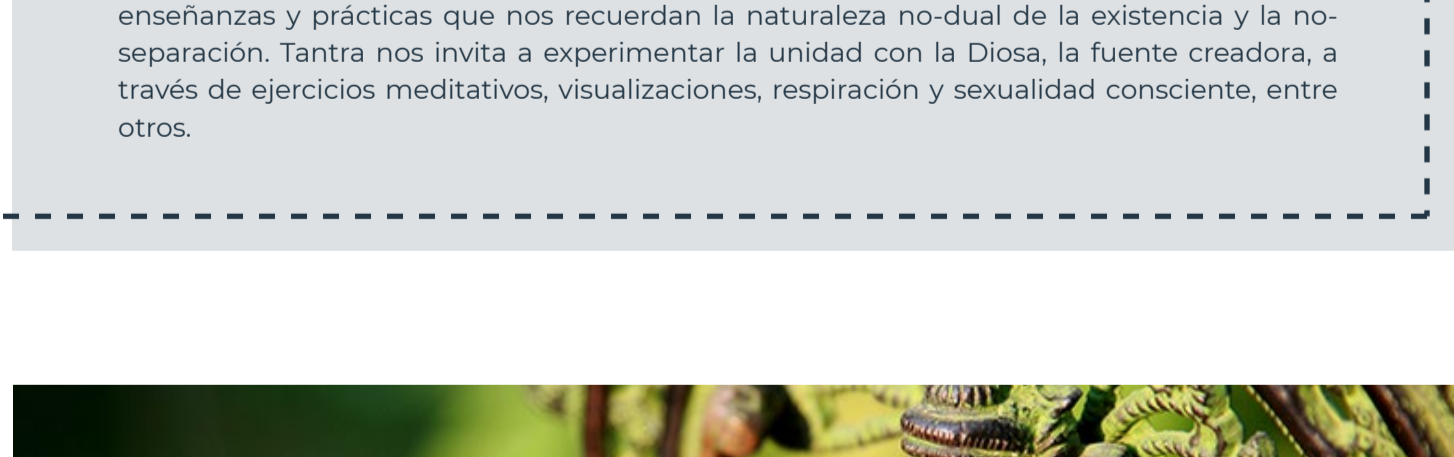 enseñanzas y prácticas que nos recuerdan la naturaleza no-dual de la existencia y la no-
separación. Tantra nos invita a experimentar la unidad con la Diosa, la fuente creadora, a
través de ejercicios meditativos, visualizaciones, respiración y sexualidad consciente, entre
otros.